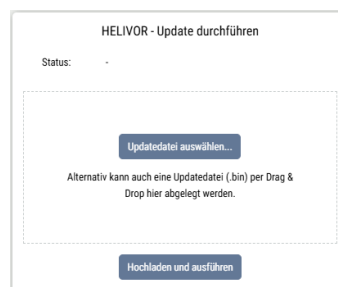 HELIVOR - Update durchführen
Status: -
Updatedatei auswählen...
Alternativ kann auch eine Updatedatei (.bin) per Drag &
Drop hier abgelegt werden.
Hochladen und ausführen